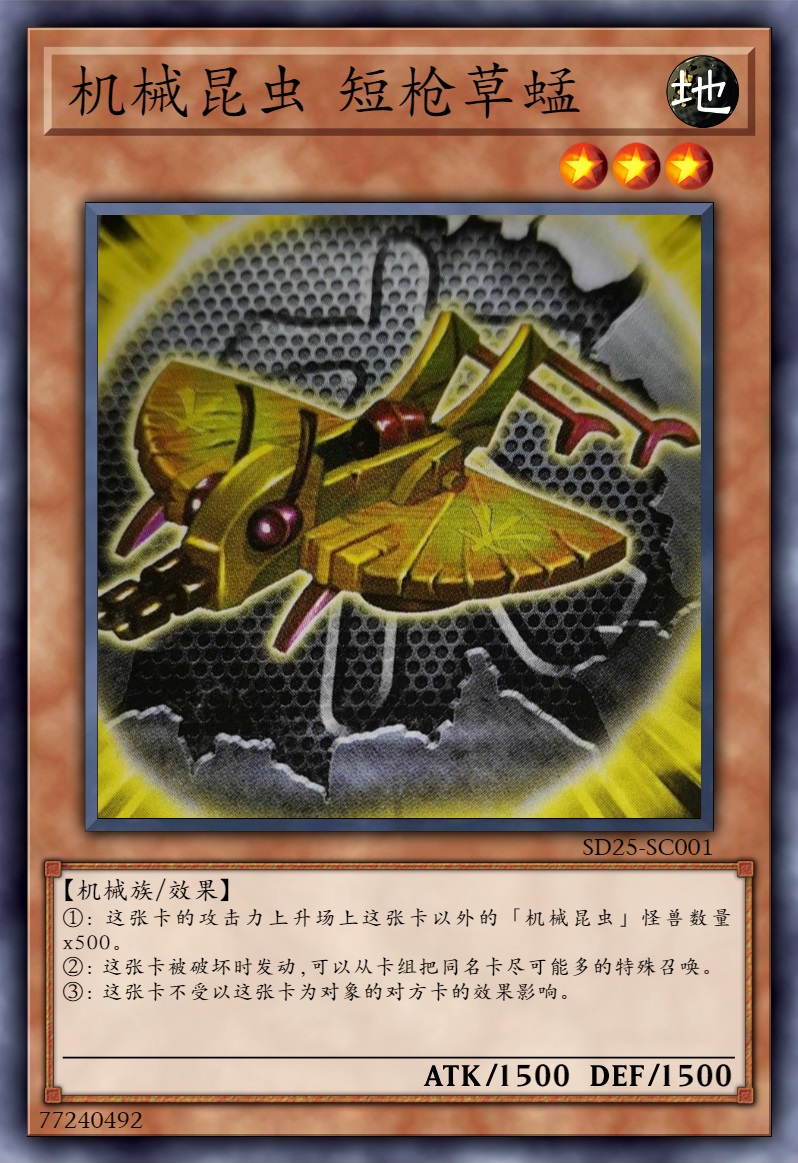 机械昆虫 短枪草蜢
地
SD25-SC001
【机械族/效果】
①：这张卡的攻击力上升场上这张卡以外的「机械昆虫」怪兽数量
x500。
②：这张卡被破坏时发动,可以从卡组把同名卡尽可能多的特殊召唤。
③：这张卡不受以这张卡为对象的对方卡的效果影响。
ATK/1500 DEF/1500
77240492